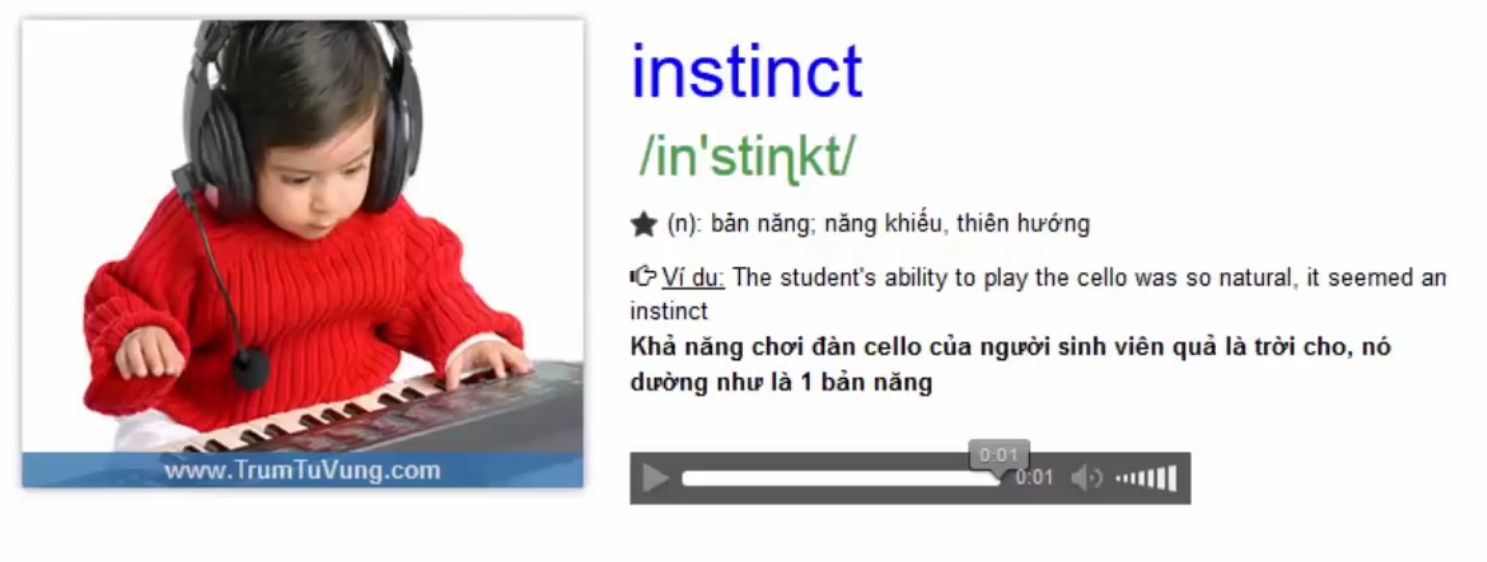 instinct
/in'stiɳkt/
(n): bản năng; năng khiếu, thiên hướng
Ví dụ: The student's ability to play the cello was so natural, it seemed an
instinct
Khả năng chơi đàn cello của người sinh viên quả là trời cho, nó
dường như là 1 bản năng
0:01
0:01
www.TrumTuVung.com